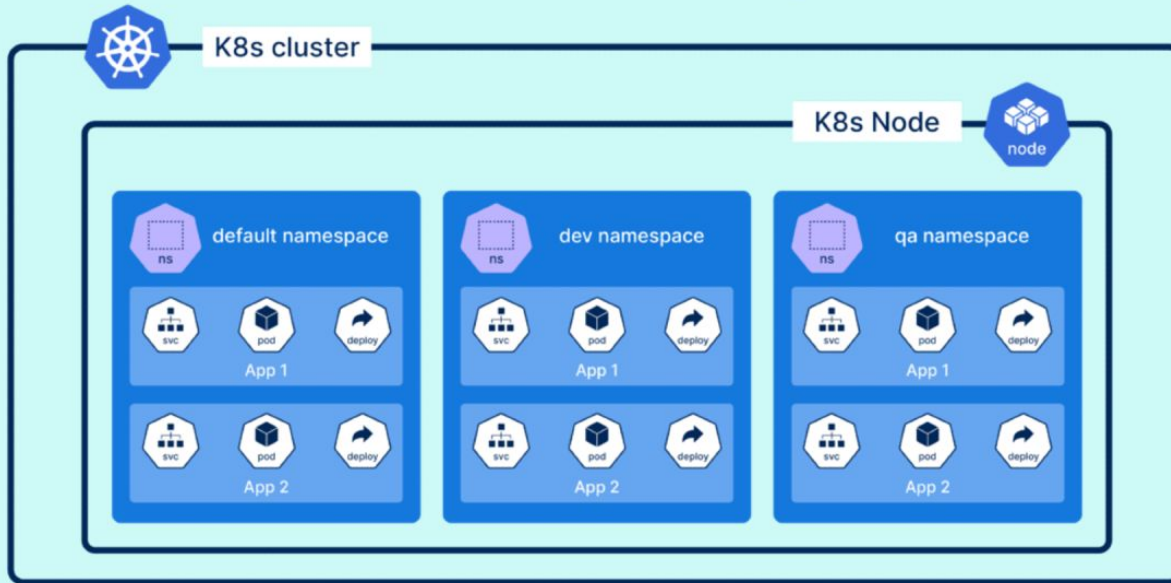 K8s cluster
K8s Node
node
default namespace
ns
svc
pod
deploy
App 1
svc
pod
deploy
App 2
dev namespace
ns
svc
pod
deploy
App 1
svc
pod
deploy
App 2
qa namespace
ns
svc
pod
deploy
App 1
svc
pod
deploy
App 2